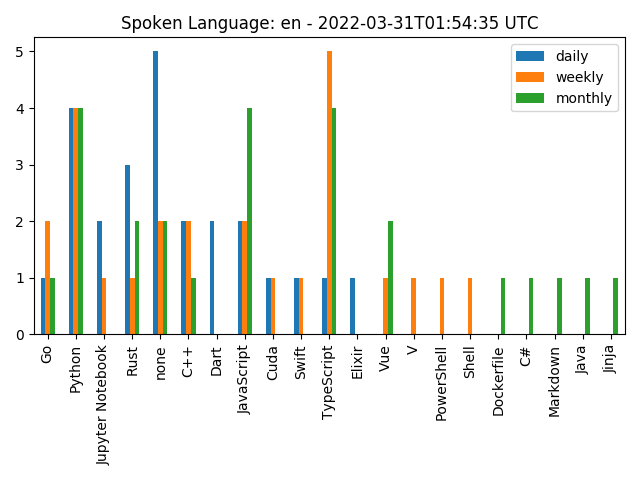 Spoken Language: en - 2022-03-31T01:54:35 UTC
daily
weekly
monthly
5
4
3
2
1
0
Go
Python
Jupyter Notebook
Rust
none
C++
Dart
JavaScript
Cuda
Swift
TypeScript
Elixir
Vue
V
PowerShell
Shell
Dockerfile
C#
Markdown
Java
Jinja